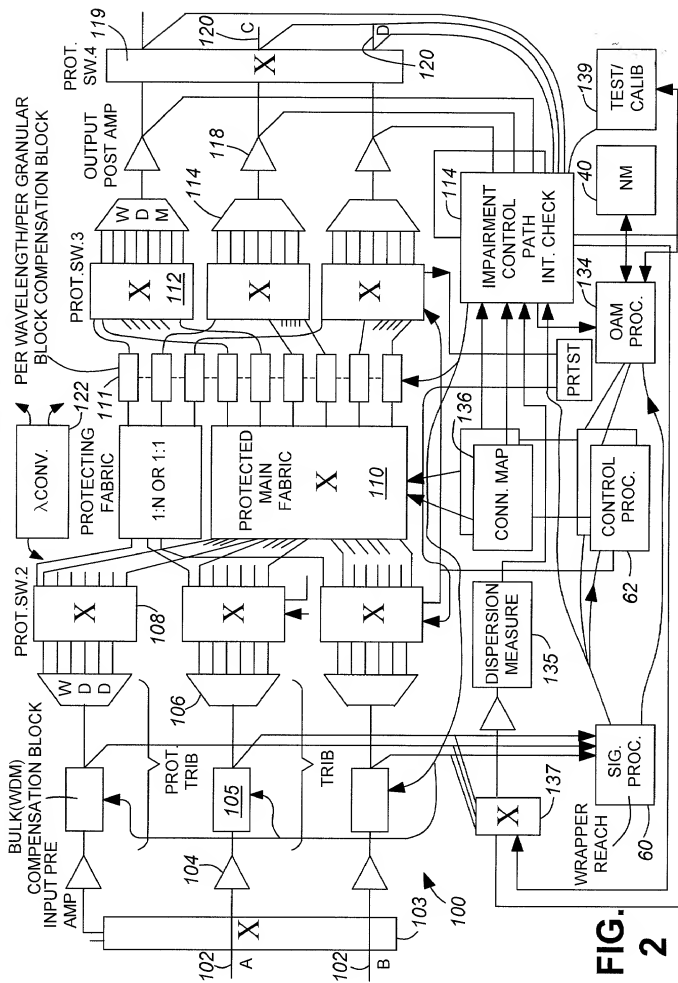 PROT.
SW.4
119
120
C
120
D
X
OUTPUT
POST AMP
118
PER WAVELENGTH/PER GRANULAR
BLOCK COMPENSATION BLOCK
PROT.SW.3
W
D
M
114
X
112
X
X
111
122
λCONV.
PROTECTING
FABRIC
1:N OR 1:1
PROTECTED
MAIN
FABRIC
X
110
PROT.SW.2
X
108
X
X
W
D
D
106
BULK(WDM)
COMPENSATION BLOCK
INPUT PRE
AMP
PROT.
TRIB
TRIB
105
104
X
102
A
102
B
103
100
114
IMPAIRMENT
CONTROL
PATH
INT. CHECK
139
TEST/
CALIB
40
NM
134
OAM
PROC.
PRTST
136
CONN. MAP
CONTROL
PROC.
62
DISPERSION
MEASURE
135
X
137
SIG.
PROC.
WRAPPER
REACH
60
FIG.
2